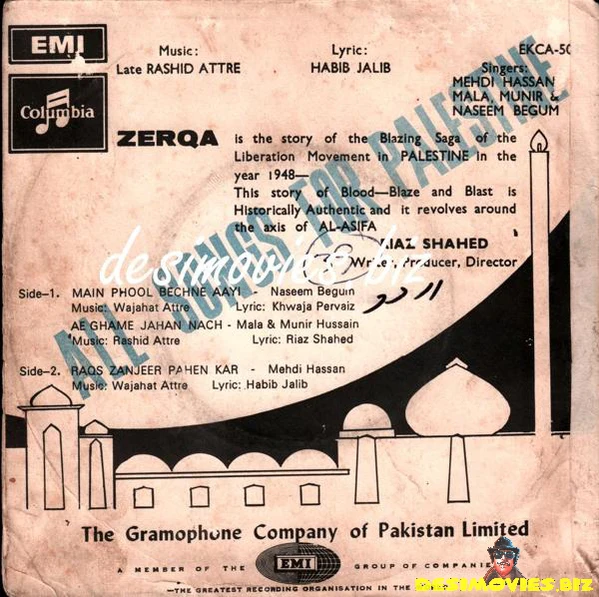 EMI
Columbia
Music:
Late RASHID ATTRE
Lyric:
HABIB JALIB
EKCA-50
Singers:
MEHDI HASSAN
MALA, MUNIR &
NASEEM BEGUM
ZERQA is the story of the Blazing Saga of the
Liberation Movement in PALESTINE in the
year 1948—
This story of Blood—Blaze and Blast is
Historically Authentic and it revolves around
the axis of AL-ASIFA
RIAZ SHAHED
Writer, Producer, Director
ALL SONGS FOR PALESTINE
desimovies.biz
Side-1. MAIN PHOOL BECHNE AAYI - Naseem Begum
Music: Wajahat Attre Lyric: Khwaja Pervaiz
AE GHAME JAHAN NACH - Mala & Munir Hussain
Music: Rashid Attre Lyric: Riaz Shahed
Side-2. RAQS ZANJEER PAHEN KAR - Mehdi Hassan
Music: Wajahat Attre Lyric: Habib Jalib
The Gramophone Company of Pakistan Limited
A MEMBER OF THE EMI GROUP OF COMPANIE
—THE GREATEST RECORDING ORGANISATION IN THE
DESIMOVIES.BIZ